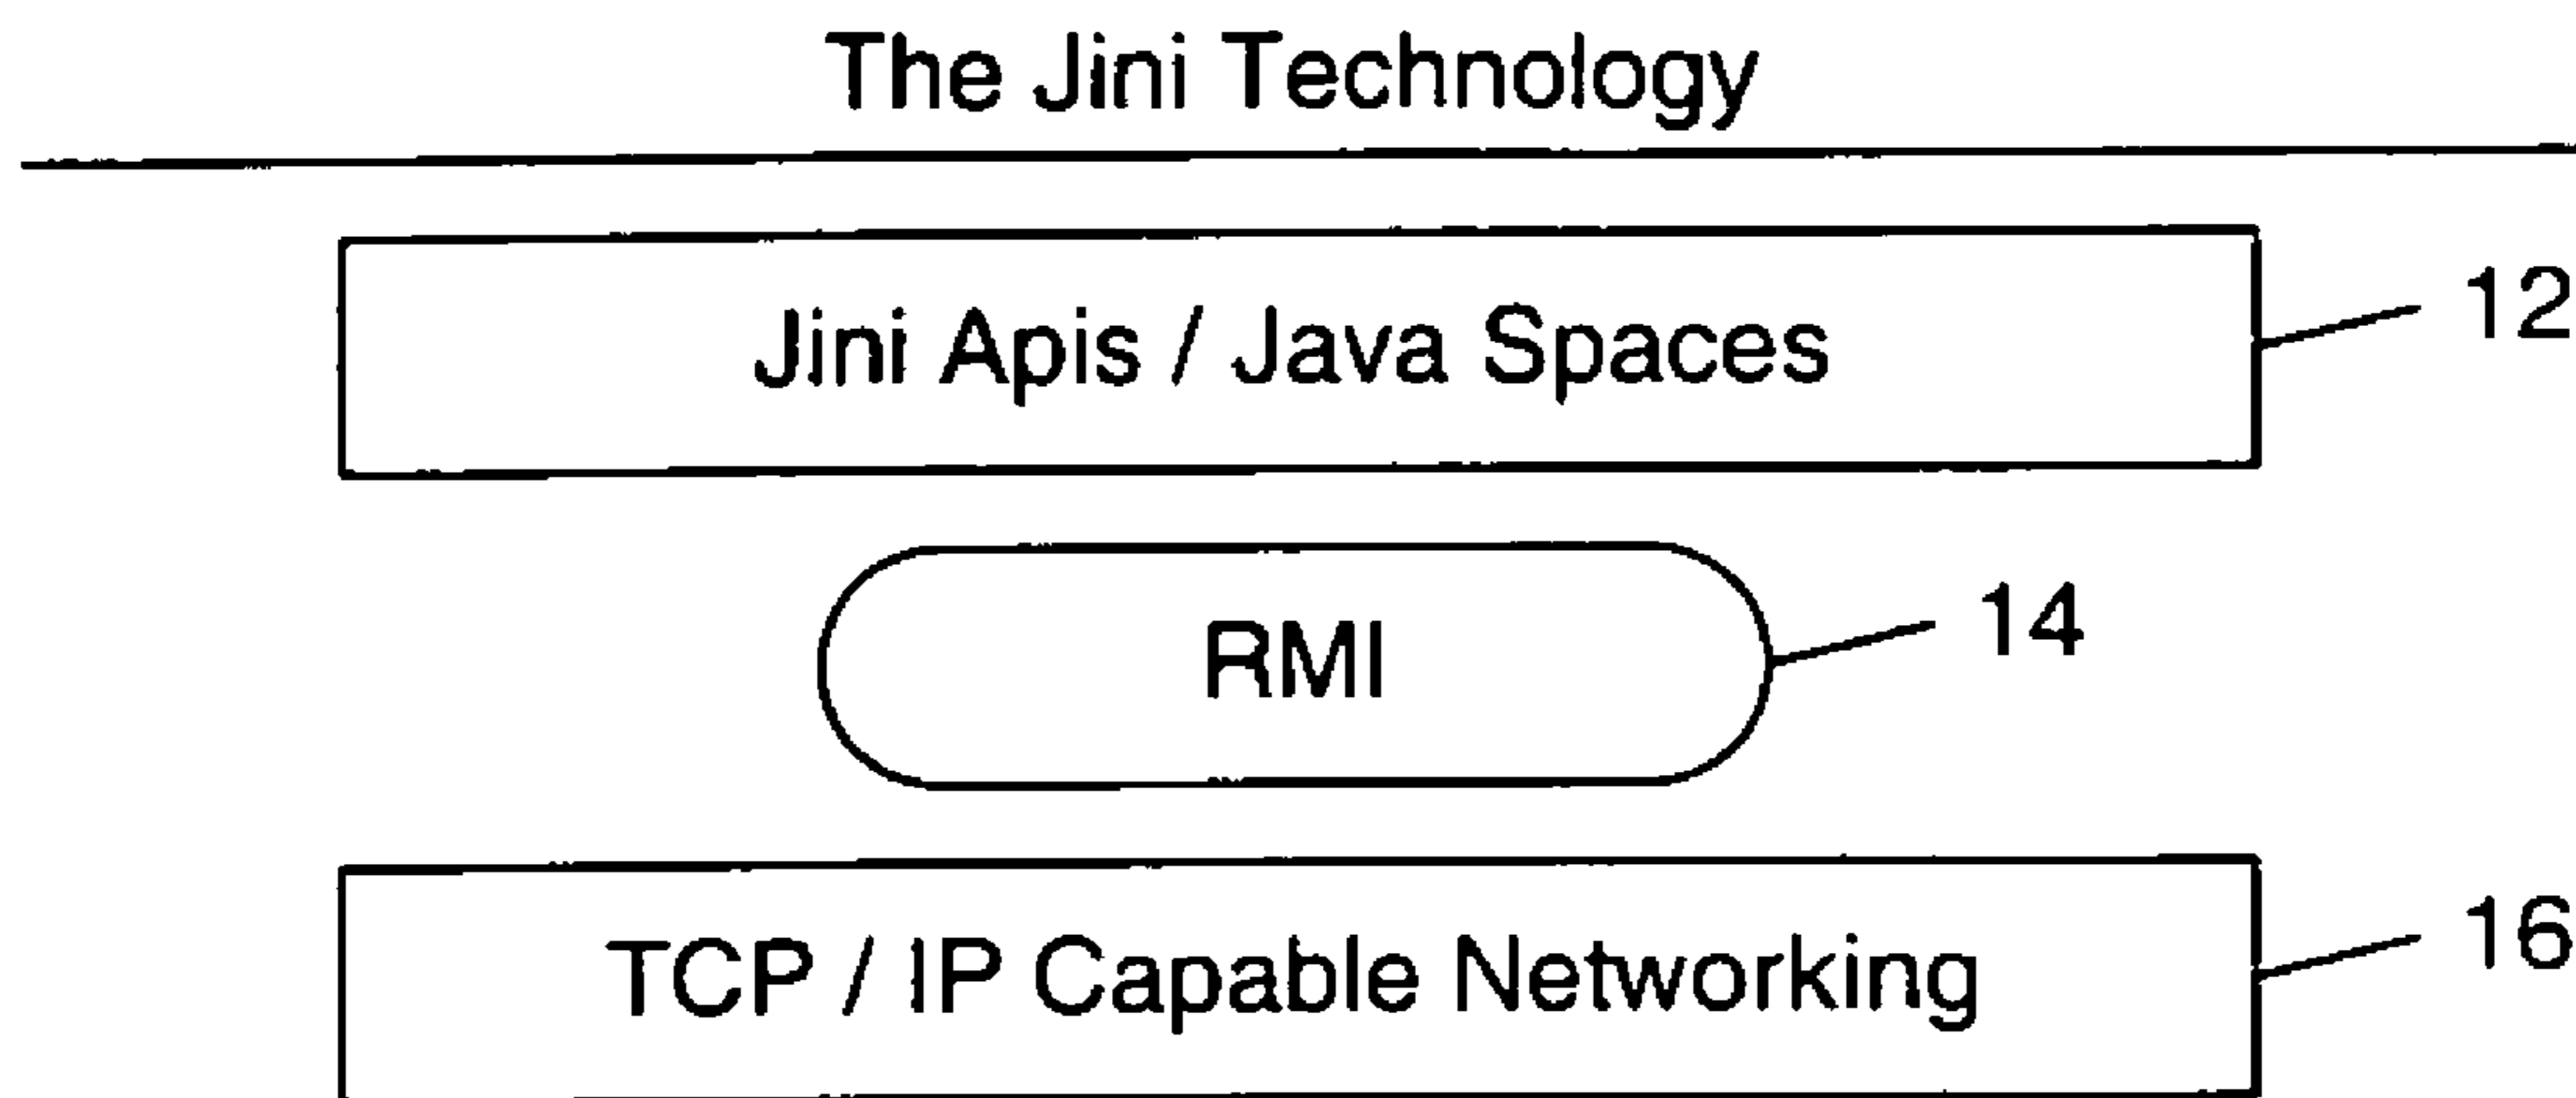 The Jini Technology
Jini Apis / Java Spaces
12
RMI
14
TCP / IP Capable Networking
16